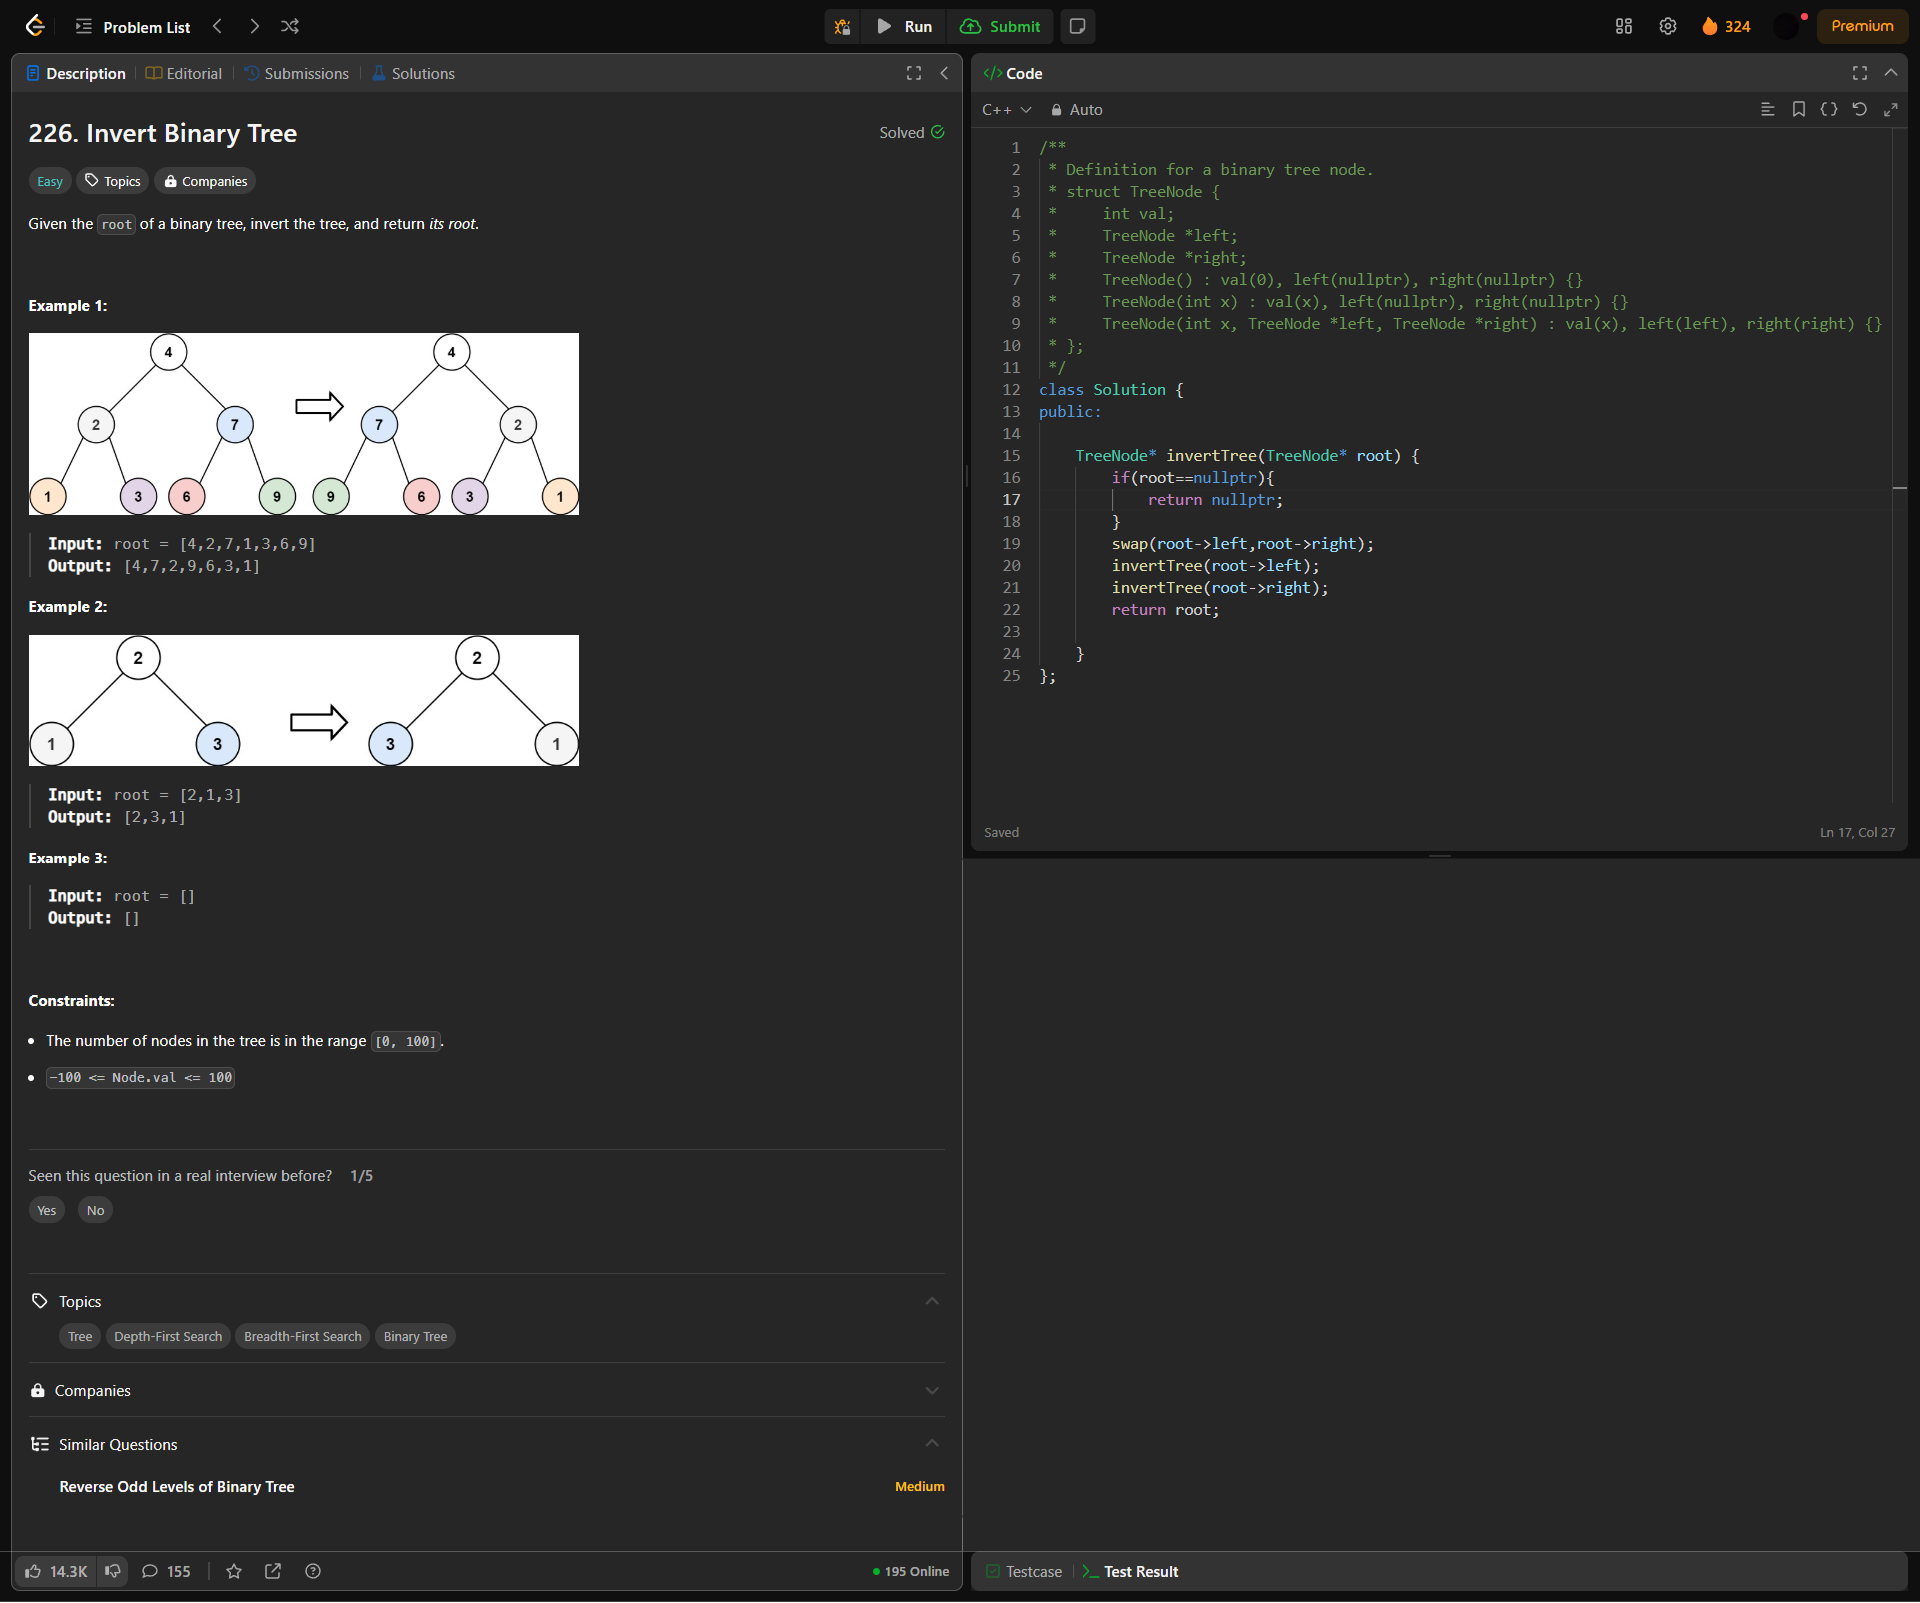 Problem List
Run
Submit
324
Premium
Description
Editorial
Submissions
Solutions
226. Invert Binary Tree
Solved
Easy
Topics
Companies
Given the root of a binary tree, invert the tree, and return its root.
Example 1:
4
4
2
7
7
2
1
3
6
9
9
6
3
1
Input: root = [4,2,7,1,3,6,9]
Output: [4,7,2,9,6,3,1]
Example 2:
2
2
1
3
3
1
Input: root = [2,1,3]
Output: [2,3,1]
Example 3:
Input: root = []
Output: []
Constraints:
The number of nodes in the tree is in the range [0, 100].
-100 <= Node.val <= 100
Seen this question in a real interview before? 1/5
Yes
No
Topics
Tree
Depth-First Search
Breadth-First Search
Binary Tree
Companies
Similar Questions
Reverse Odd Levels of Binary Tree
Medium
14.3K
155
195 Online
</> Code
C++
Auto
1 /**
2 * Definition for a binary tree node.
3 * struct TreeNode {
4 *     int val;
5 *     TreeNode *left;
6 *     TreeNode *right;
7 *     TreeNode() : val(0), left(nullptr), right(nullptr) {}
8 *     TreeNode(int x) : val(x), left(nullptr), right(nullptr) {}
9 *     TreeNode(int x, TreeNode *left, TreeNode *right) : val(x), left(left), right(right) {}
10 * };
11 */
12 class Solution {
13 public:
14
15     TreeNode* invertTree(TreeNode* root) {
16         if(root==nullptr){
17             return nullptr;
18         }
19         swap(root->left,root->right);
20         invertTree(root->left);
21         invertTree(root->right);
22         return root;
23
24     }
25 };
Saved
Ln 17, Col 27
Testcase
Test Result